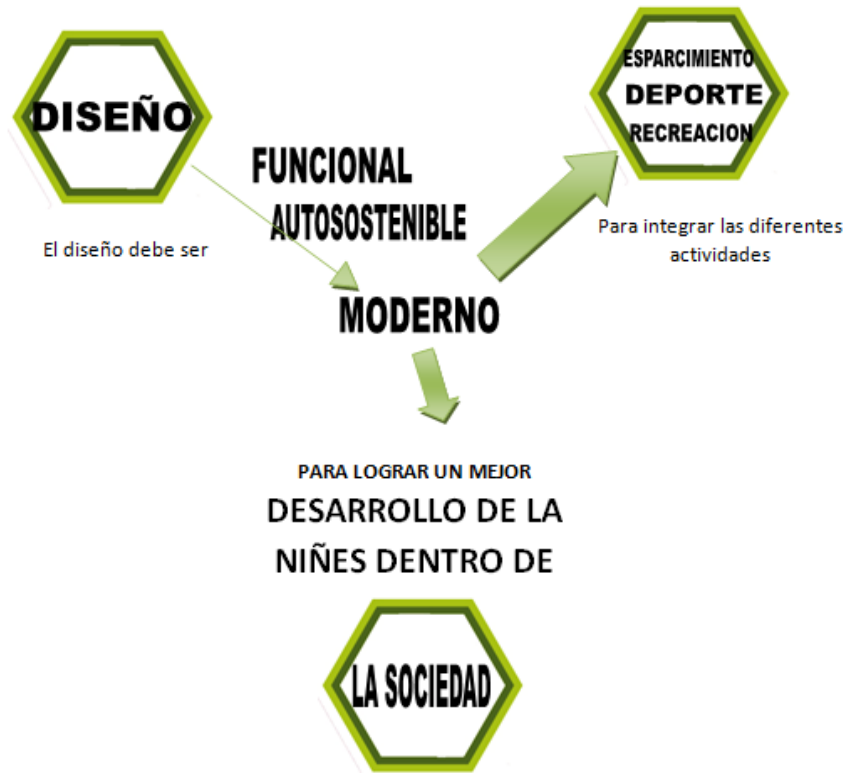 DISEÑO
El diseño debe ser
FUNCIONAL
AUTOSOSTENIBLE
MODERNO
ESPARCIMIENTO
DEPORTE
RECREACION
Para integrar las diferentes
actividades
PARA LOGRAR UN MEJOR
DESARROLLO DE LA
NIÑES DENTRO DE
LA SOCIEDAD